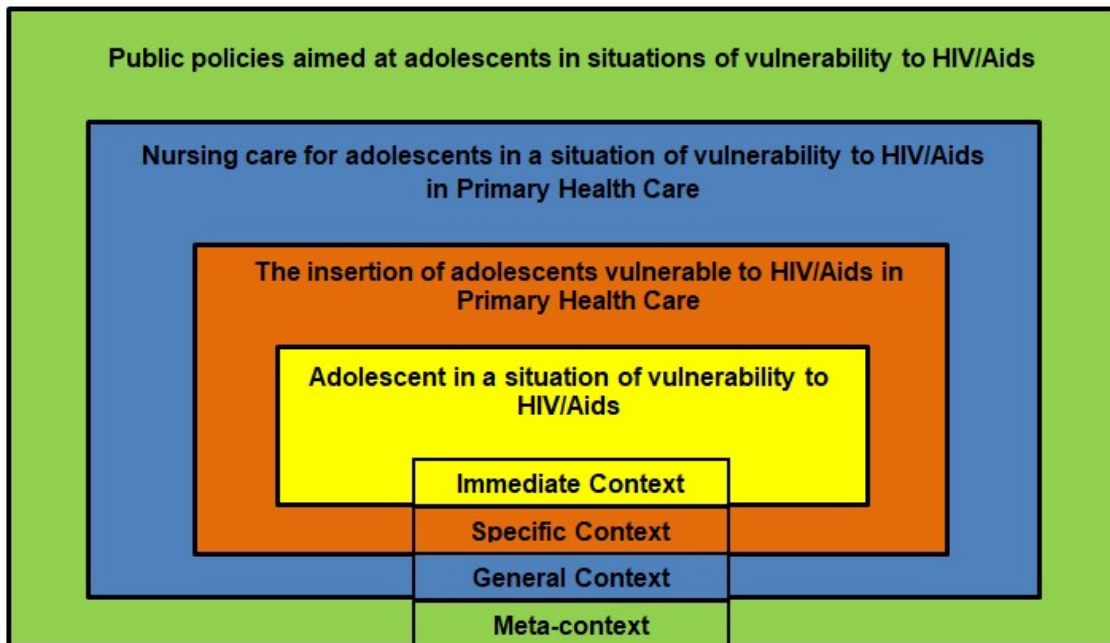 Public policies aimed at adolescents in situations of vulnerability to HIV/Aids
Nursing care for adolescents in a situation of vulnerability to HIV/Aids
in Primary Health Care
The insertion of adolescents vulnerable to HIV/Aids in
Primary Health Care
Adolescent in a situation of vulnerability to
HIV/Aids
Immediate Context
Specific Context
General Context
Meta-context